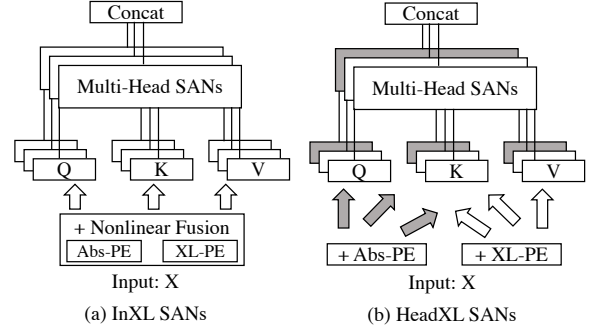 Concat
Multi-Head SANs
Q K V
+ Nonlinear Fusion
Abs-PE XL-PE
Input: X
(a) InXL SANs
Concat
Multi-Head SANs
Q K V
+ Abs-PE + XL-PE
Input: X
(b) HeadXL SANs